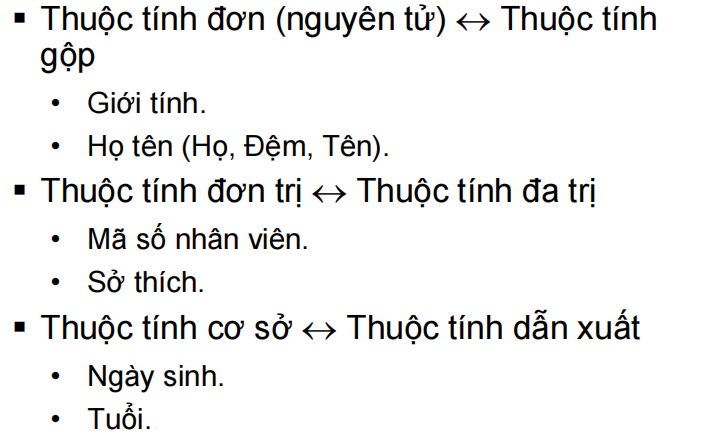 ▪ Thuộc tính đơn (nguyên tử) ↔ Thuộc tính
gộp
• Giới tính.
• Họ tên (Họ, Đệm, Tên).
▪ Thuộc tính đơn trị ↔ Thuộc tính đa trị
• Mã số nhân viên.
• Sở thích.
▪ Thuộc tính cơ sở ↔ Thuộc tính dẫn xuất
• Ngày sinh.
• Tuổi.